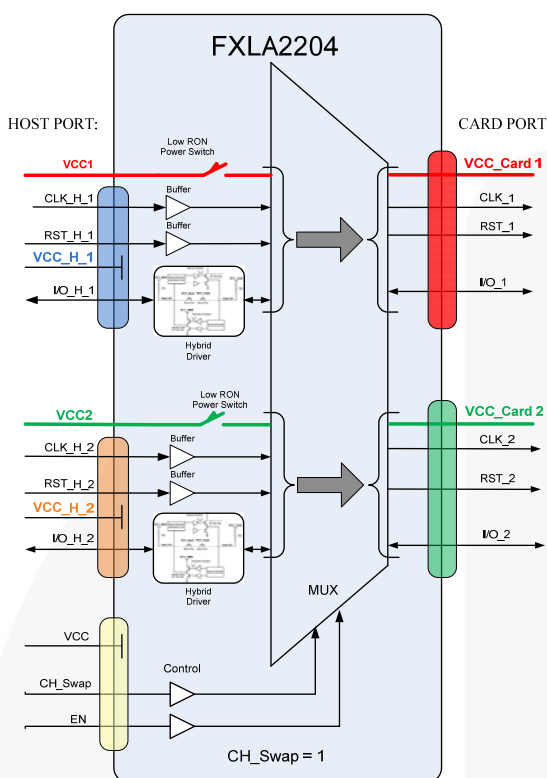 FXLA2204
HOST PORT:
CARD PORT
Low RON
Power Switch
VCC1
VCC_Card 1
CLK_H_1
Buffer
CLK_1
RST_H_1
Buffer
RST_1
VCC_H_1
I/O_H_1
I/O_1
Hybrid
Driver
Low RON
Power Switch
VCC2
VCC_Card 2
CLK_H_2
Buffer
CLK_2
RST_H_2
Buffer
RST_2
VCC_H_2
I/O_H_2
I/O_2
Hybrid
Driver
MUX
VCC
Control
CH_Swap
EN
CH_Swap = 1